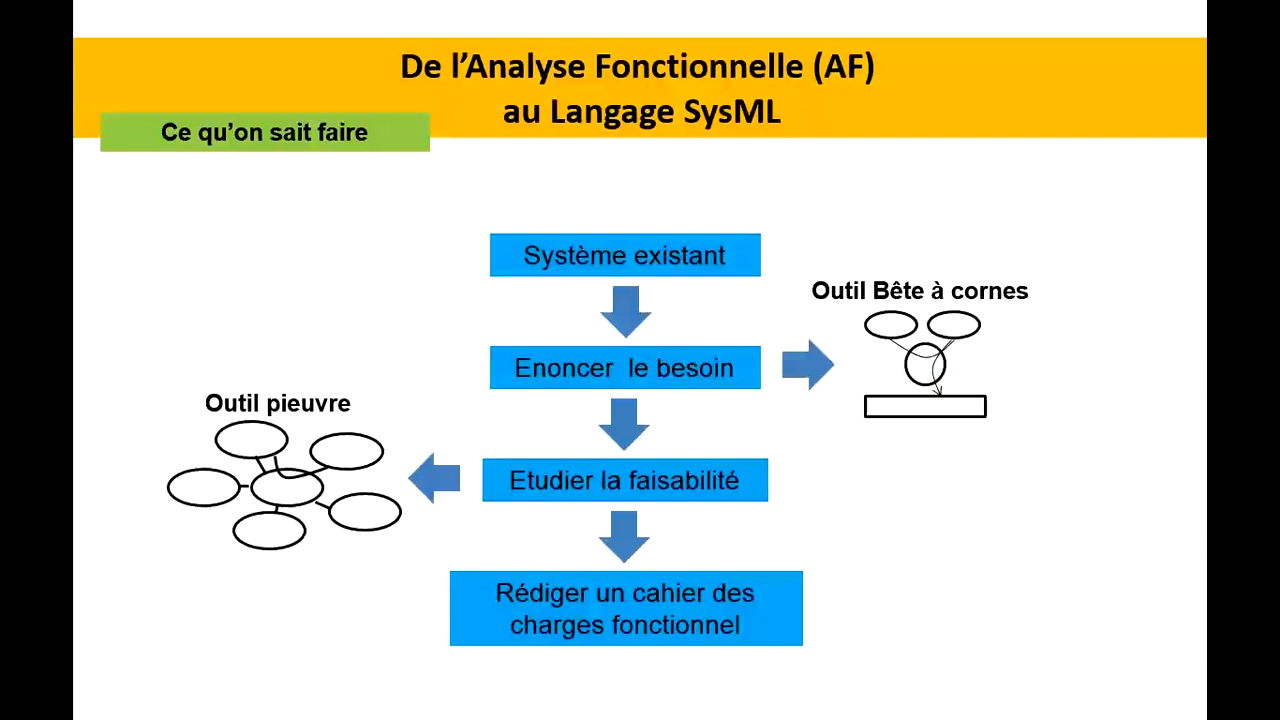 De l’Analyse Fonctionnelle (AF)
au Langage SysML
Ce qu’on sait faire
Système existant
Outil Bête à cornes
Enoncer le besoin
Outil pieuvre
Etudier la faisabilité
Rédiger un cahier des
charges fonctionnel